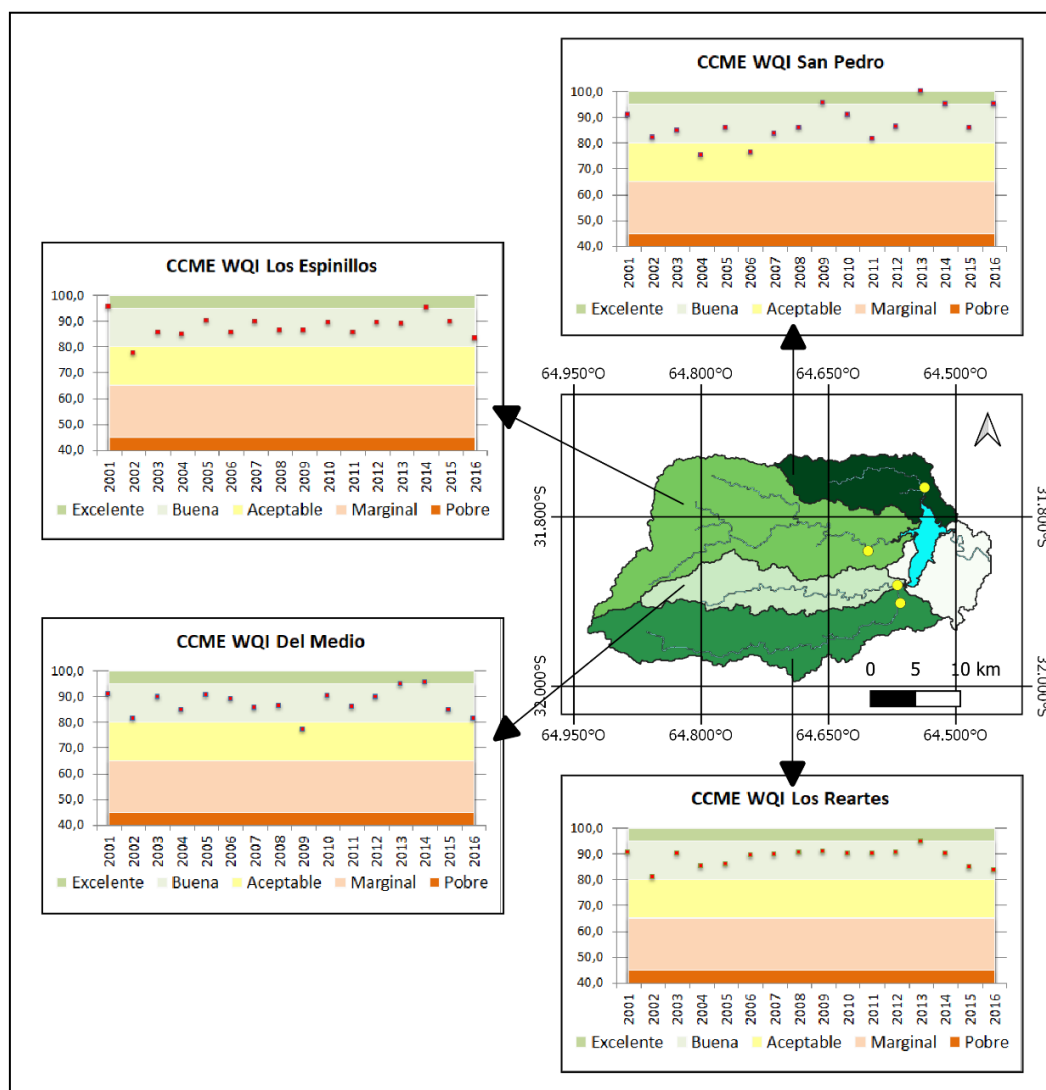 CCME WQI San Pedro
100,0
90,0
80,0
70,0
60,0
50,0
40,0
2001 2002 2003 2004 2005 2006 2007 2008 2009 2010 2011 2012 2013 2014 2015 2016
Excelente Buena Aceptable Marginal Pobre
CCME WQI Los Espinillos
100,0
90,0
80,0
70,0
60,0
50,0
40,0
2001 2002 2003 2004 2005 2006 2007 2008 2009 2010 2011 2012 2013 2014 2015 2016
Excelente Buena Aceptable Marginal Pobre
64.950°O 64.800°O 64.650°O 64.500°O
31.800°S 31.800°S
0 5 10 km
32.000°S 32.000°S
64.950°O 64.800°O 64.650°O 64.500°O
CCME WQI Del Medio
100,0
90,0
80,0
70,0
60,0
50,0
40,0
2001 2002 2003 2004 2005 2006 2007 2008 2009 2010 2011 2012 2013 2014 2015 2016
Excelente Buena Aceptable Marginal Pobre
CCME WQI Los Reartes
100,0
90,0
80,0
70,0
60,0
50,0
40,0
2001 2002 2003 2004 2005 2006 2007 2008 2009 2010 2011 2012 2013 2014 2015 2016
Excelente Buena Aceptable Marginal Pobre